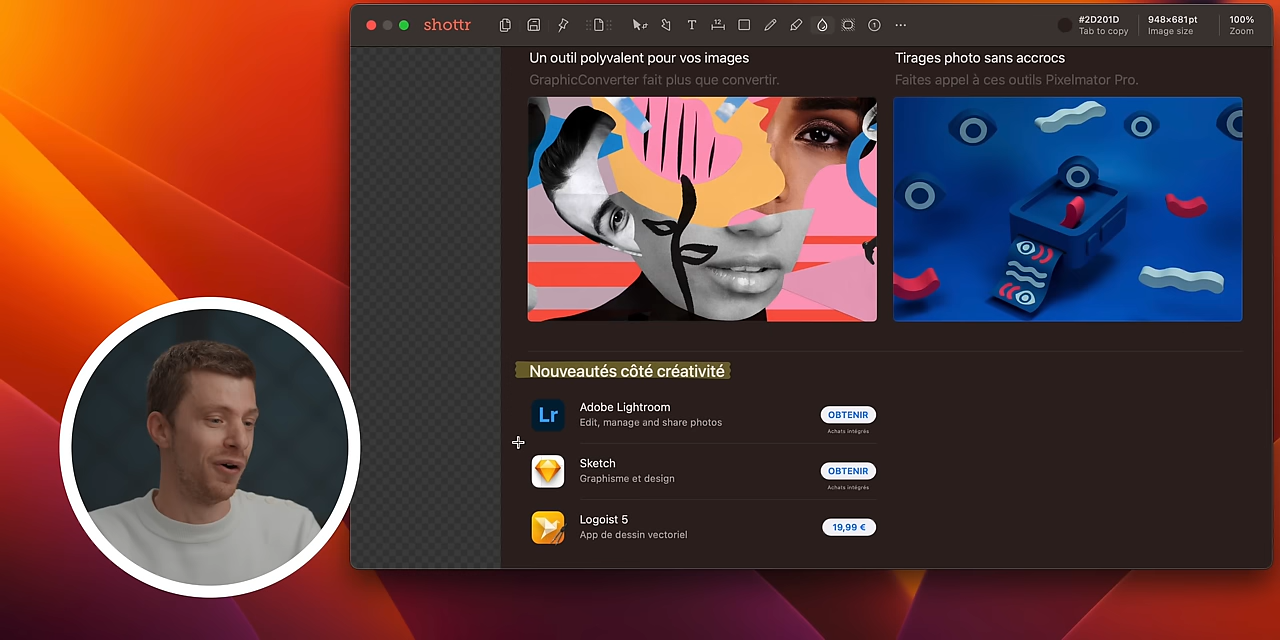 shottr
#2D201D
Tab to copy
948×681pt
Image size
100%
Zoom
Un outil polyvalent pour vos images
GraphicConverter fait plus que convertir.
Tirages photo sans accrocs
Faites appel à ces outils Pixelmator Pro.
Nouveautés côté créativité
Lr
Adobe Lightroom
Edit, manage and share photos
OBTENIR
Achats intégrés
Sketch
Graphisme et design
OBTENIR
Achats intégrés
Logoist 5
App de dessin vectoriel
19,99 €